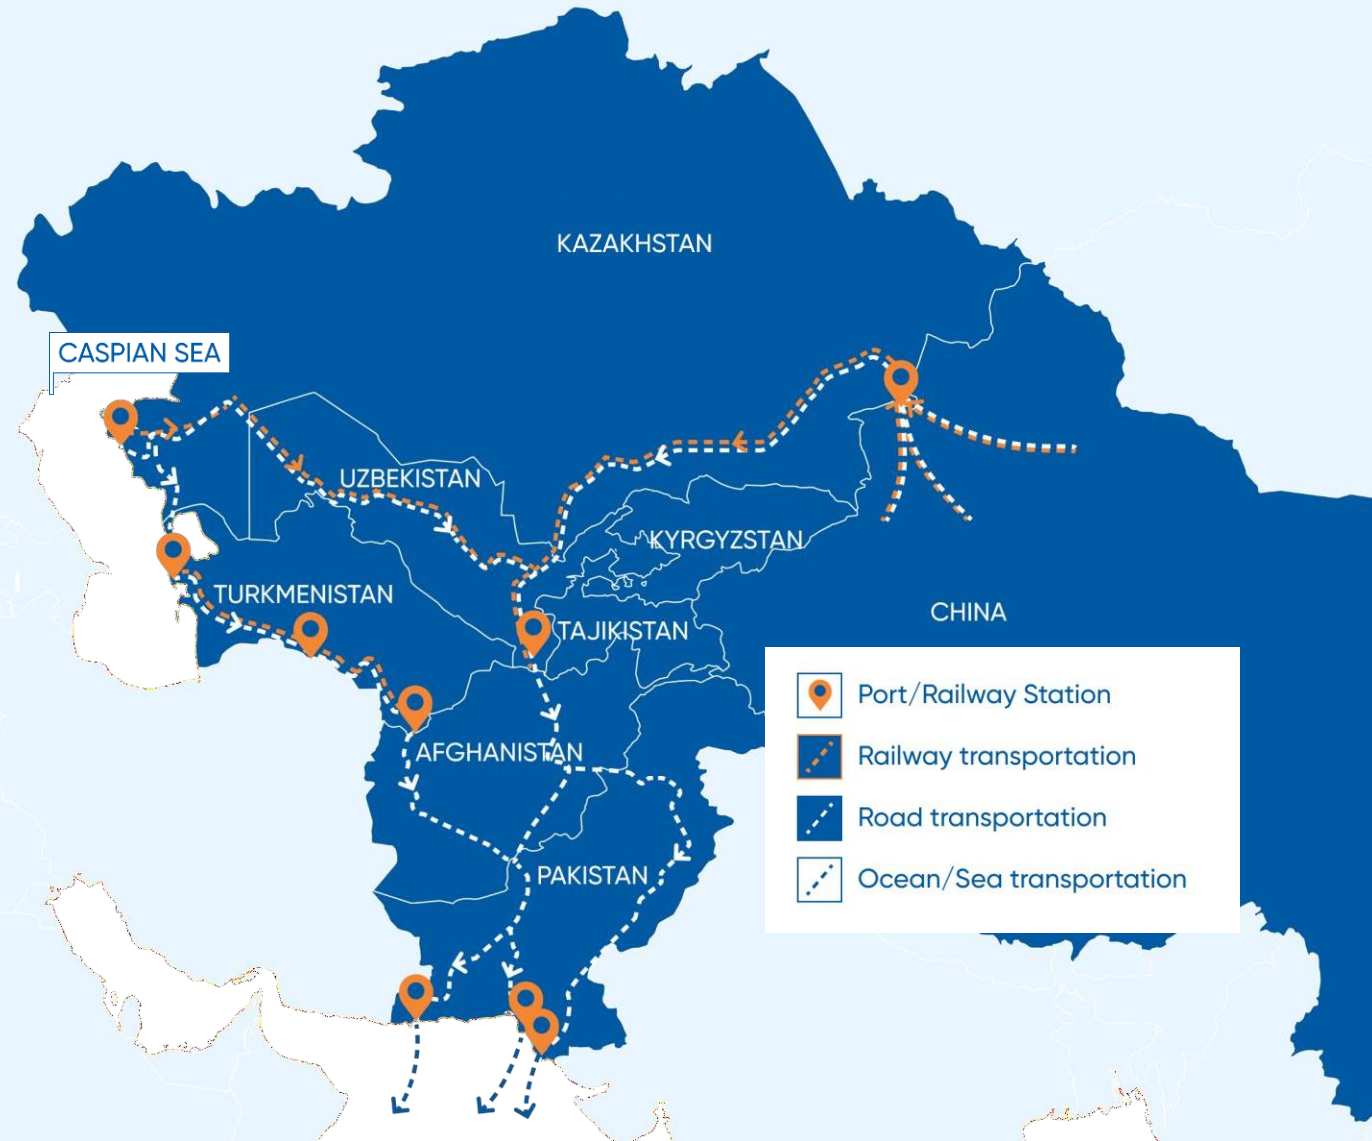 KAZAKHSTAN
CASPIAN SEA
UZBEKISTAN
KYRGYZSTAN
TURKMENISTAN
TAJIKISTAN
CHINA
AFGHANISTAN
PAKISTAN
Port/Railway Station
Railway transportation
Road transportation
Ocean/Sea transportation